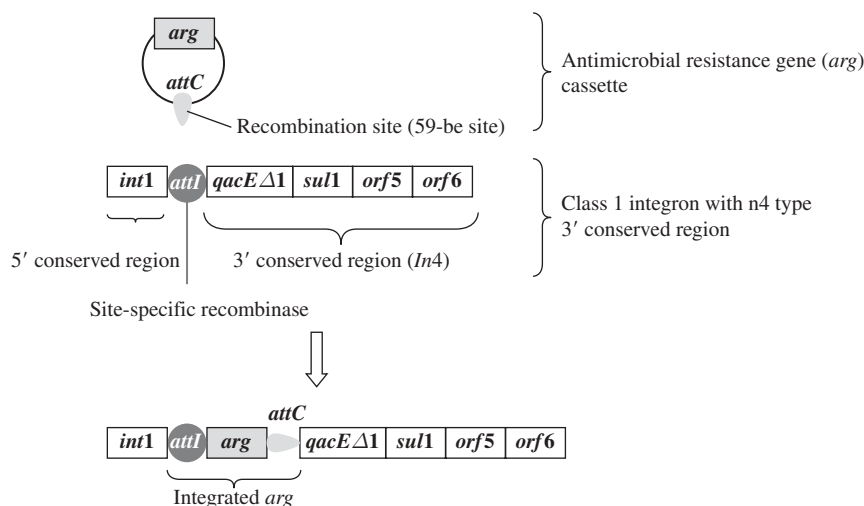 arg
attC
Recombination site (59-be site)
Antimicrobial resistance gene (arg)
cassette
int1 attI qacEΔ1 sul1 orf5 orf6
Class 1 integron with n4 type
3′ conserved region
5′ conserved region
3′ conserved region (In4)
Site-specific recombinase
attC
int1 attI arg qacEΔ1 sul1 orf5 orf6
Integrated arg